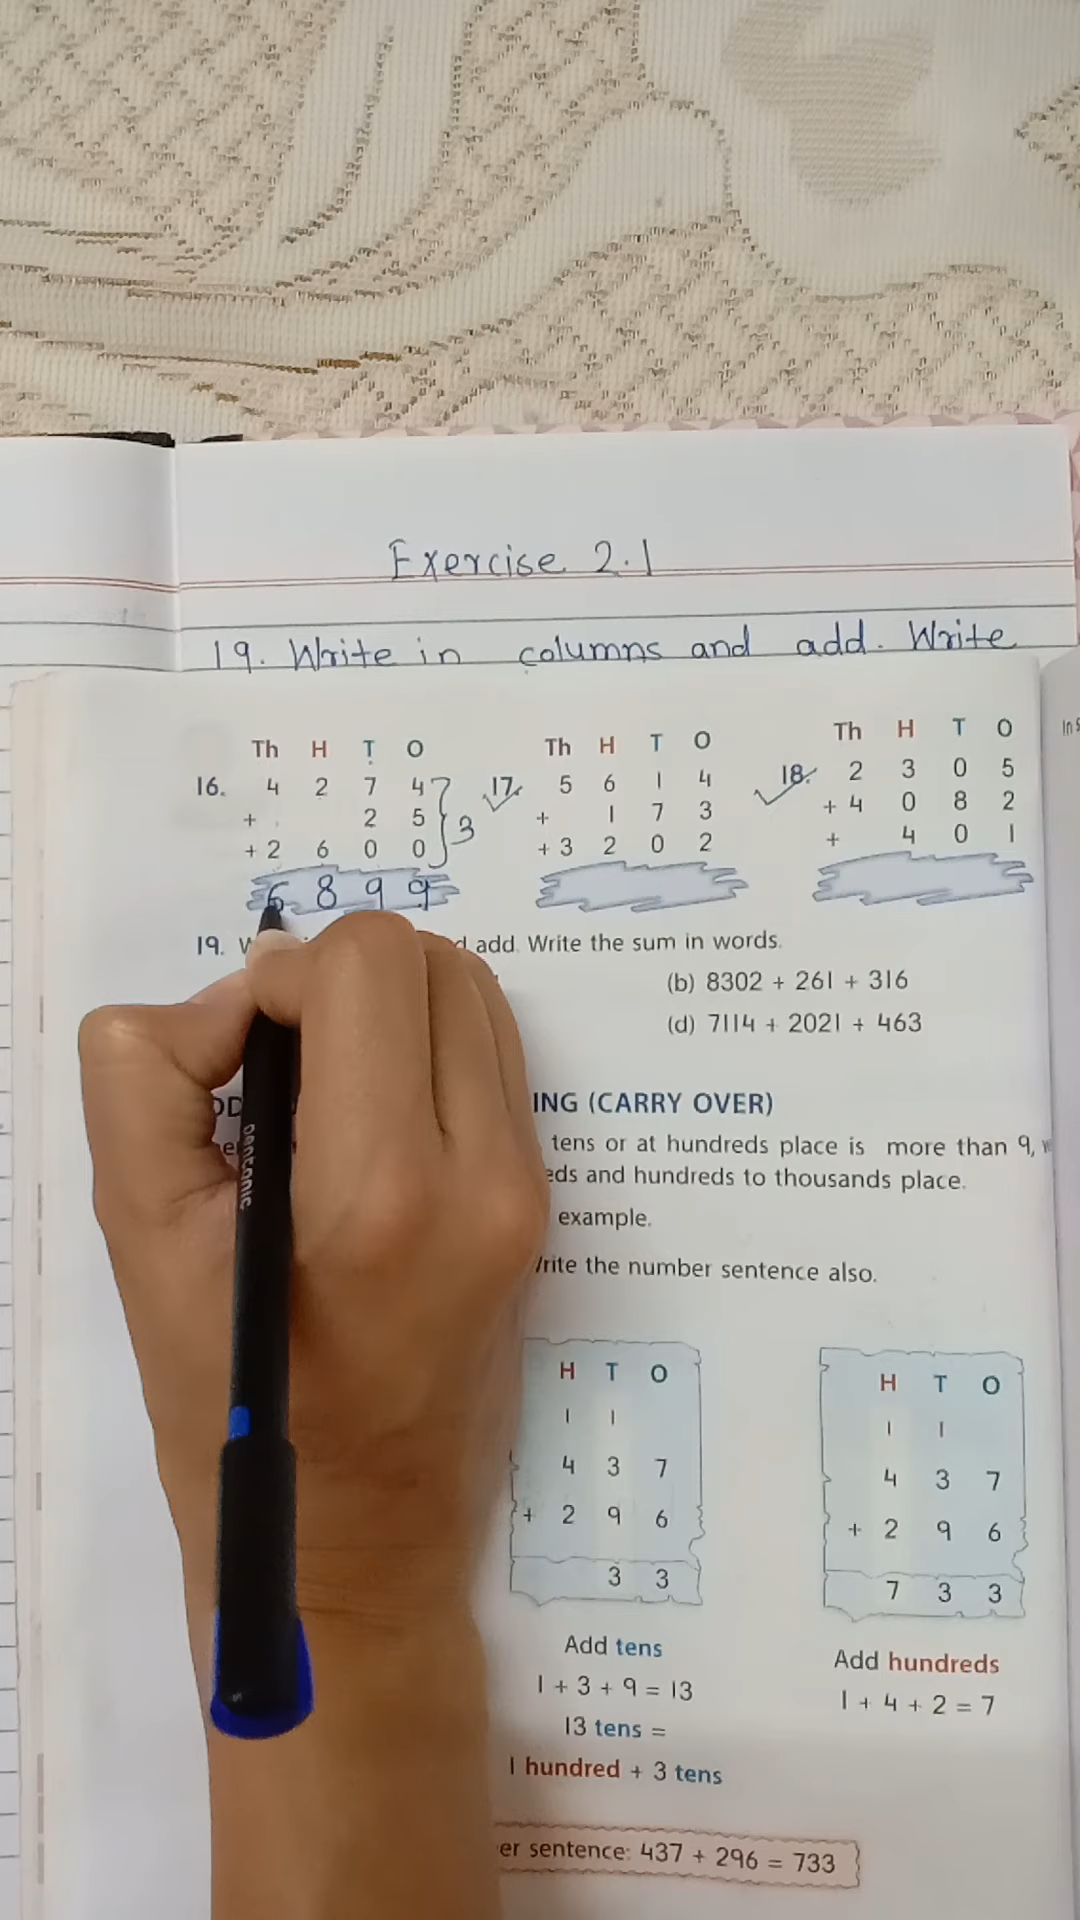 Exercise 2.1
19. Write in columns and add. Write
Th H T O Th H T O Th H T O
16. 4 2 7 4 17. 5 6 1 4 18. 2 3 0 5
+ 2 5 3 + 1 7 3 + 4 0 8 2
+ 2 6 0 0 + 3 2 0 2 + 4 0 1
6 8 9 9
19. add. Write the sum in words.
(b) 8302 + 261 + 316
(d) 7114 + 2021 + 463
ING (CARRY OVER)
tens or at hundreds place is more than 9,
and hundreds to thousands place.
example.
the number sentence also.
H T O H T O
1 1 1 1
4 3 7 4 3 7
+ 2 9 6 + 2 9 6
3 3 7 3 3
Add tens Add hundreds
1 + 3 + 9 = 13 1 + 4 + 2 = 7
13 tens =
1 hundred + 3 tens
sentence: 437 + 296 = 733
pentonic